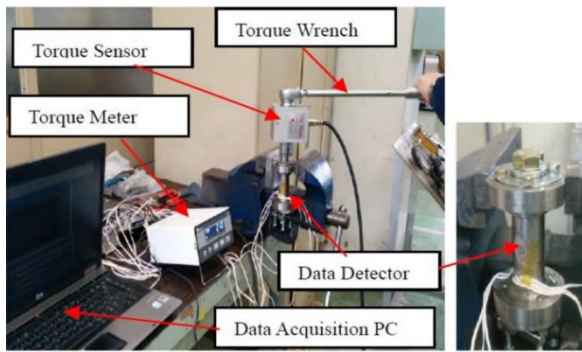 Torque Wrench
Torque Sensor
Torque Meter
Data Detector
Data Acquisition PC